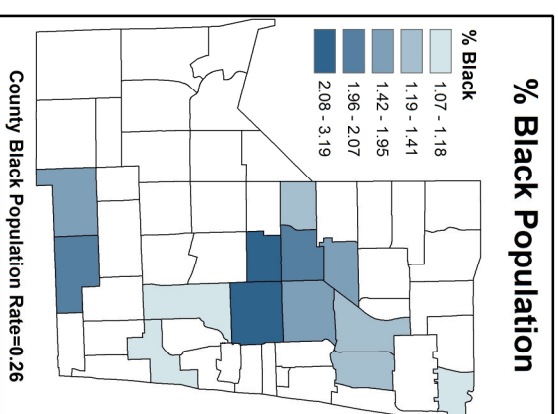 % Black Population
% Black
1.07 - 1.18
1.19 - 1.41
1.42 - 1.95
1.96 - 2.07
2.08 - 3.19
County Black Population Rate=0.26